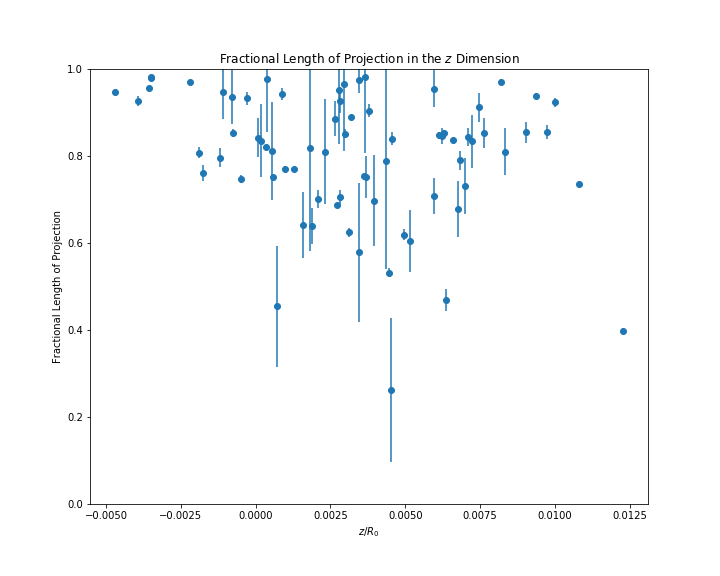 Fractional Length of Projection in the z Dimension
1.0
0.8
0.6
0.4
0.2
0.0
Fractional Length of Projection
−0.0050 −0.0025 0.0000 0.0025 0.0050 0.0075 0.0100 0.0125
z/R₀